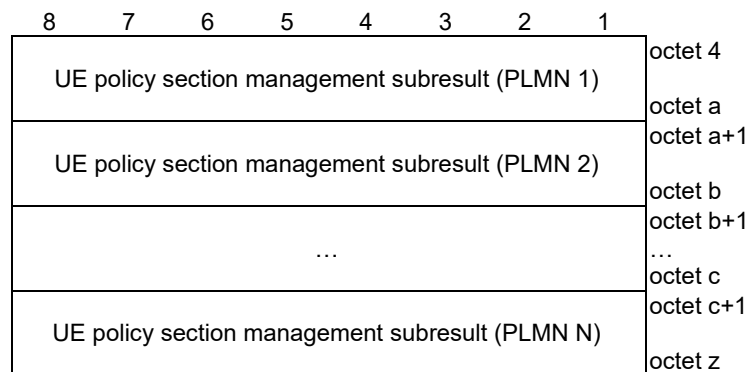 8 7 6 5 4 3 2 1
octet 4
UE policy section management subresult (PLMN 1)
octet a
octet a+1
UE policy section management subresult (PLMN 2)
octet b
octet b+1
… …
octet c
octet c+1
UE policy section management subresult (PLMN N)
octet z